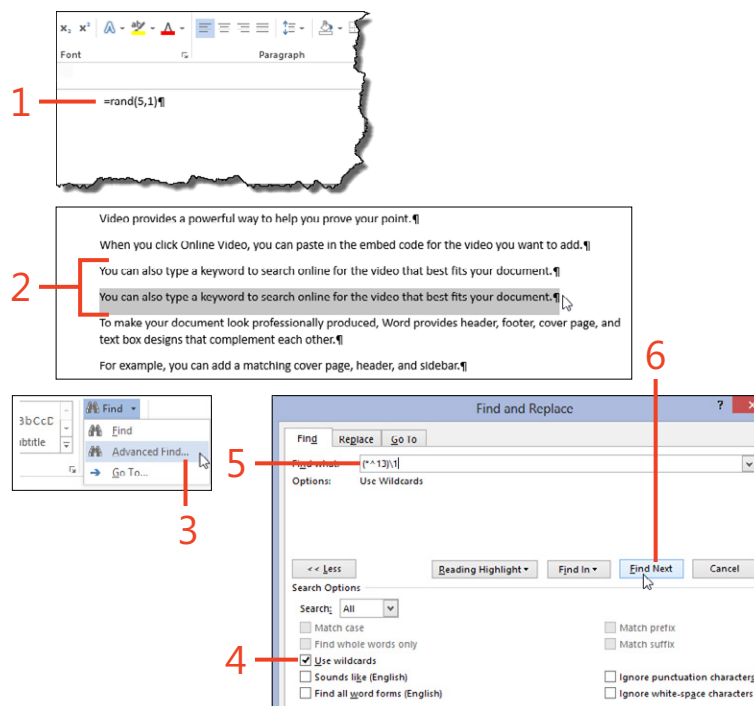 x₂ x² A aby A
Font Paragraph
1
=rand(5,1)¶
Video provides a powerful way to help you prove your point.¶
When you click Online Video, you can paste in the embed code for the video you want to add.¶
You can also type a keyword to search online for the video that best fits your document.¶
2
You can also type a keyword to search online for the video that best fits your document.¶
To make your document look professionally produced, Word provides header, footer, cover page, and
text box designs that complement each other.¶
For example, you can add a matching cover page, header, and sidebar.¶
6
Find
3bCcD
Find
ubtitle
Advanced Find...
Go To...
3
Find and Replace ?
Find Replace Go To
5
Find what: (*^13)\1
Options: Use Wildcards
<< Less Reading Highlight Find In Find Next Cancel
Search Options
Search: All
Match case Match prefix
Find whole words only Match suffix
4
Use wildcards
Sounds like (English) Ignore punctuation characters
Find all word forms (English) Ignore white-space characters